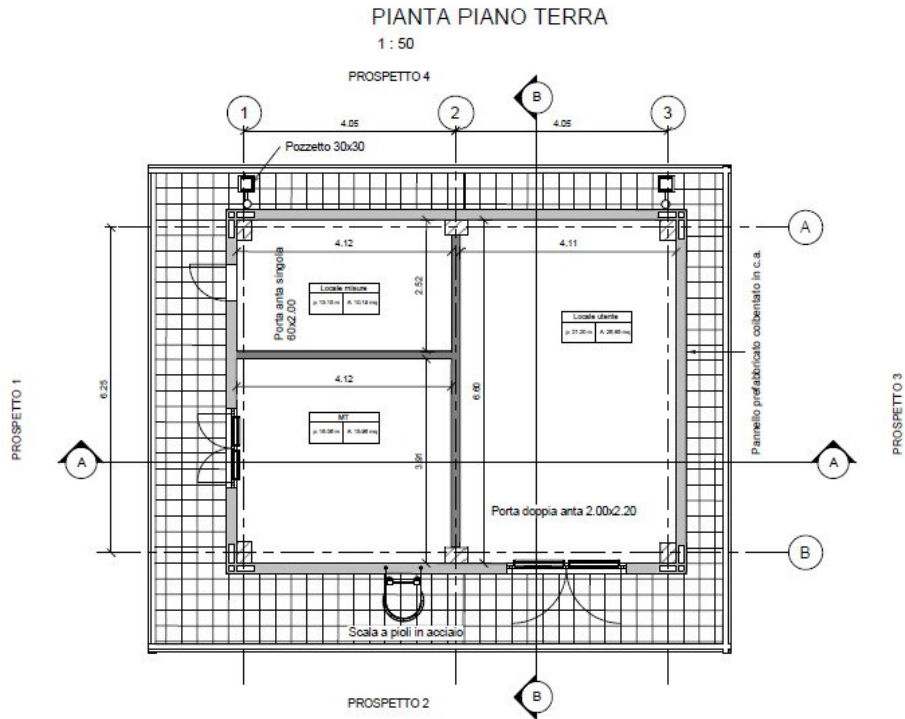 PIANTA PIANO TERRA
1 : 50
PROSPETTO 4
B
1
2
3
4.05
4.05
Pozzetto 30x30
A
4.12
4.11
Porta anta singola
60x2.00
2.52
Locale misure
Locale utente
Pannello prefabbricato coibentato in c.a.
6.25
4.12
6.60
PROSPETTO 1
PROSPETTO 3
MT
3.91
A
A
Porta doppia anta 2.00x2.20
B
Scala a pioli in acciaio
PROSPETTO 2
B